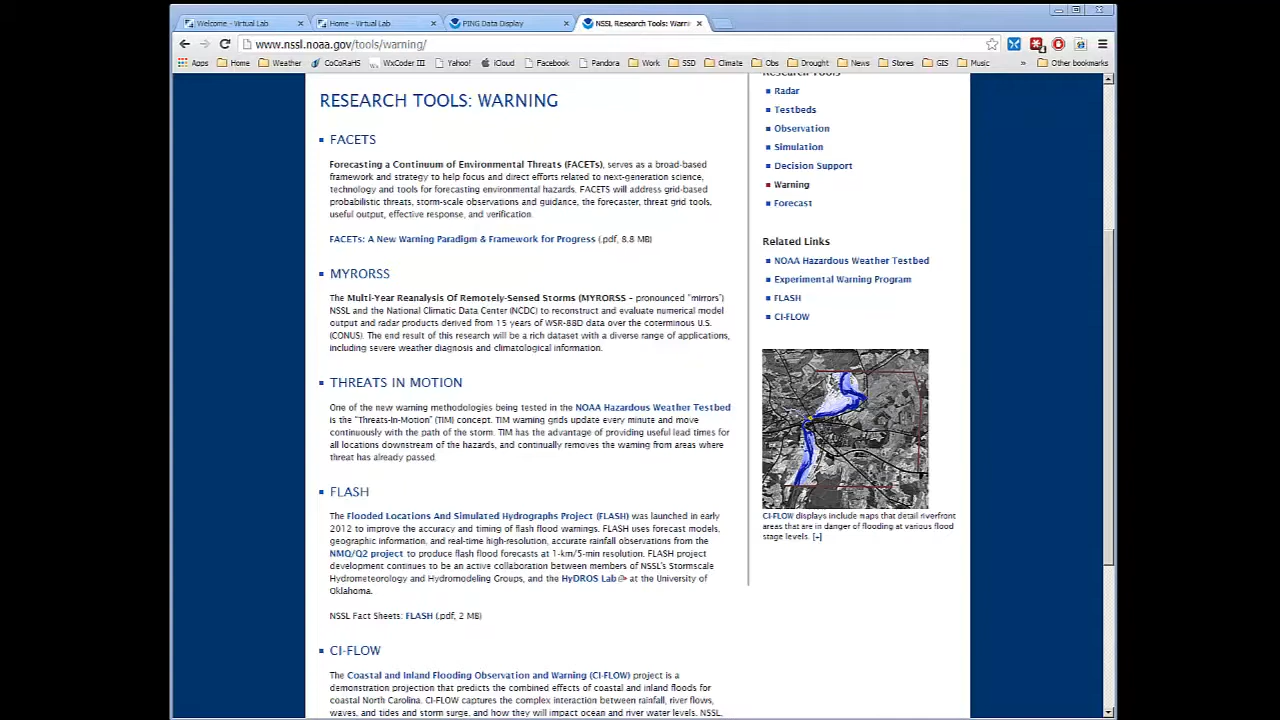 Welcome - Virtual Lab
Home - Virtual Lab
PING Data Display
NSSL Research Tools: Warni
www.nssl.noaa.gov/tools/warning/
Apps Home Weather CoCoRaHS WxCoder III Yahoo! iCloud Facebook Pandora Work SSD Climate Obs Drought News Stores GIS Music » Other bookmarks
RESEARCH TOOLS: WARNING
FACETS
Forecasting a Continuum of Environmental Threats (FACETs), serves as a broad-based
framework and strategy to help focus and direct efforts related to next-generation science,
technology and tools for forecasting environmental hazards. FACETS will address grid-based
probabilistic threats, storm-scale observations and guidance, the forecaster, threat grid tools,
useful output, effective response, and verification.
FACETs: A New Warning Paradigm & Framework for Progress (.pdf, 8.8 MB)
MYRORSS
The Multi-Year Reanalysis Of Remotely-Sensed Storms (MYRORSS – pronounced "mirrors")
NSSL and the National Climatic Data Center (NCDC) to reconstruct and evaluate numerical model
output and radar products derived from 15 years of WSR-88D data over the coterminous U.S.
(CONUS). The end result of this research will be a rich dataset with a diverse range of applications,
including severe weather diagnosis and climatological information.
THREATS IN MOTION
One of the new warning methodologies being tested in the NOAA Hazardous Weather Testbed
is the "Threats-In-Motion" (TIM) concept. TIM warning grids update every minute and move
continuously with the path of the storm. TIM has the advantage of providing useful lead times for
all locations downstream of the hazards, and continually removes the warning from areas where
threat has already passed.
FLASH
The Flooded Locations And Simulated Hydrographs Project (FLASH) was launched in early
2012 to improve the accuracy and timing of flash flood warnings. FLASH uses forecast models,
geographic information, and real-time high-resolution, accurate rainfall observations from the
NMQ/Q2 project to produce flash flood forecasts at 1-km/5-min resolution. FLASH project
development continues to be an active collaboration between members of NSSL's Stormscale
Hydrometeorology and Hydromodeling Groups, and the HyDROS Lab at the University of
Oklahoma.
NSSL Fact Sheets: FLASH (.pdf, 2 MB)
CI-FLOW
The Coastal and Inland Flooding Observation and Warning (CI-FLOW) project is a
demonstration projection that predicts the combined effects of coastal and inland floods for
coastal North Carolina. CI-FLOW captures the complex interaction between rainfall, river flows,
waves, and tides and storm surge, and how they will impact ocean and river water levels. NSSL,
Research Tools
Radar
Testbeds
Observation
Simulation
Decision Support
Warning
Forecast
Related Links
NOAA Hazardous Weather Testbed
Experimental Warning Program
FLASH
CI-FLOW
CI-FLOW displays include maps that detail riverfront
areas that are in danger of flooding at various flood
stage levels. [+]